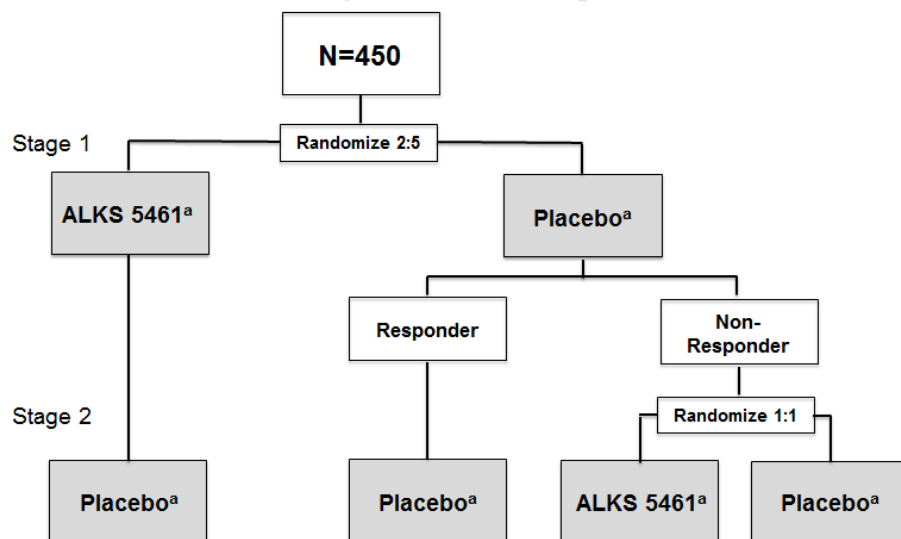 N=450
Stage 1
Randomize 2:5
ALKS 5461ᵃ
Placeboᵃ
Responder
Non-
Responder
Stage 2
Randomize 1:1
Placeboᵃ
Placeboᵃ
ALKS 5461ᵃ
Placeboᵃ